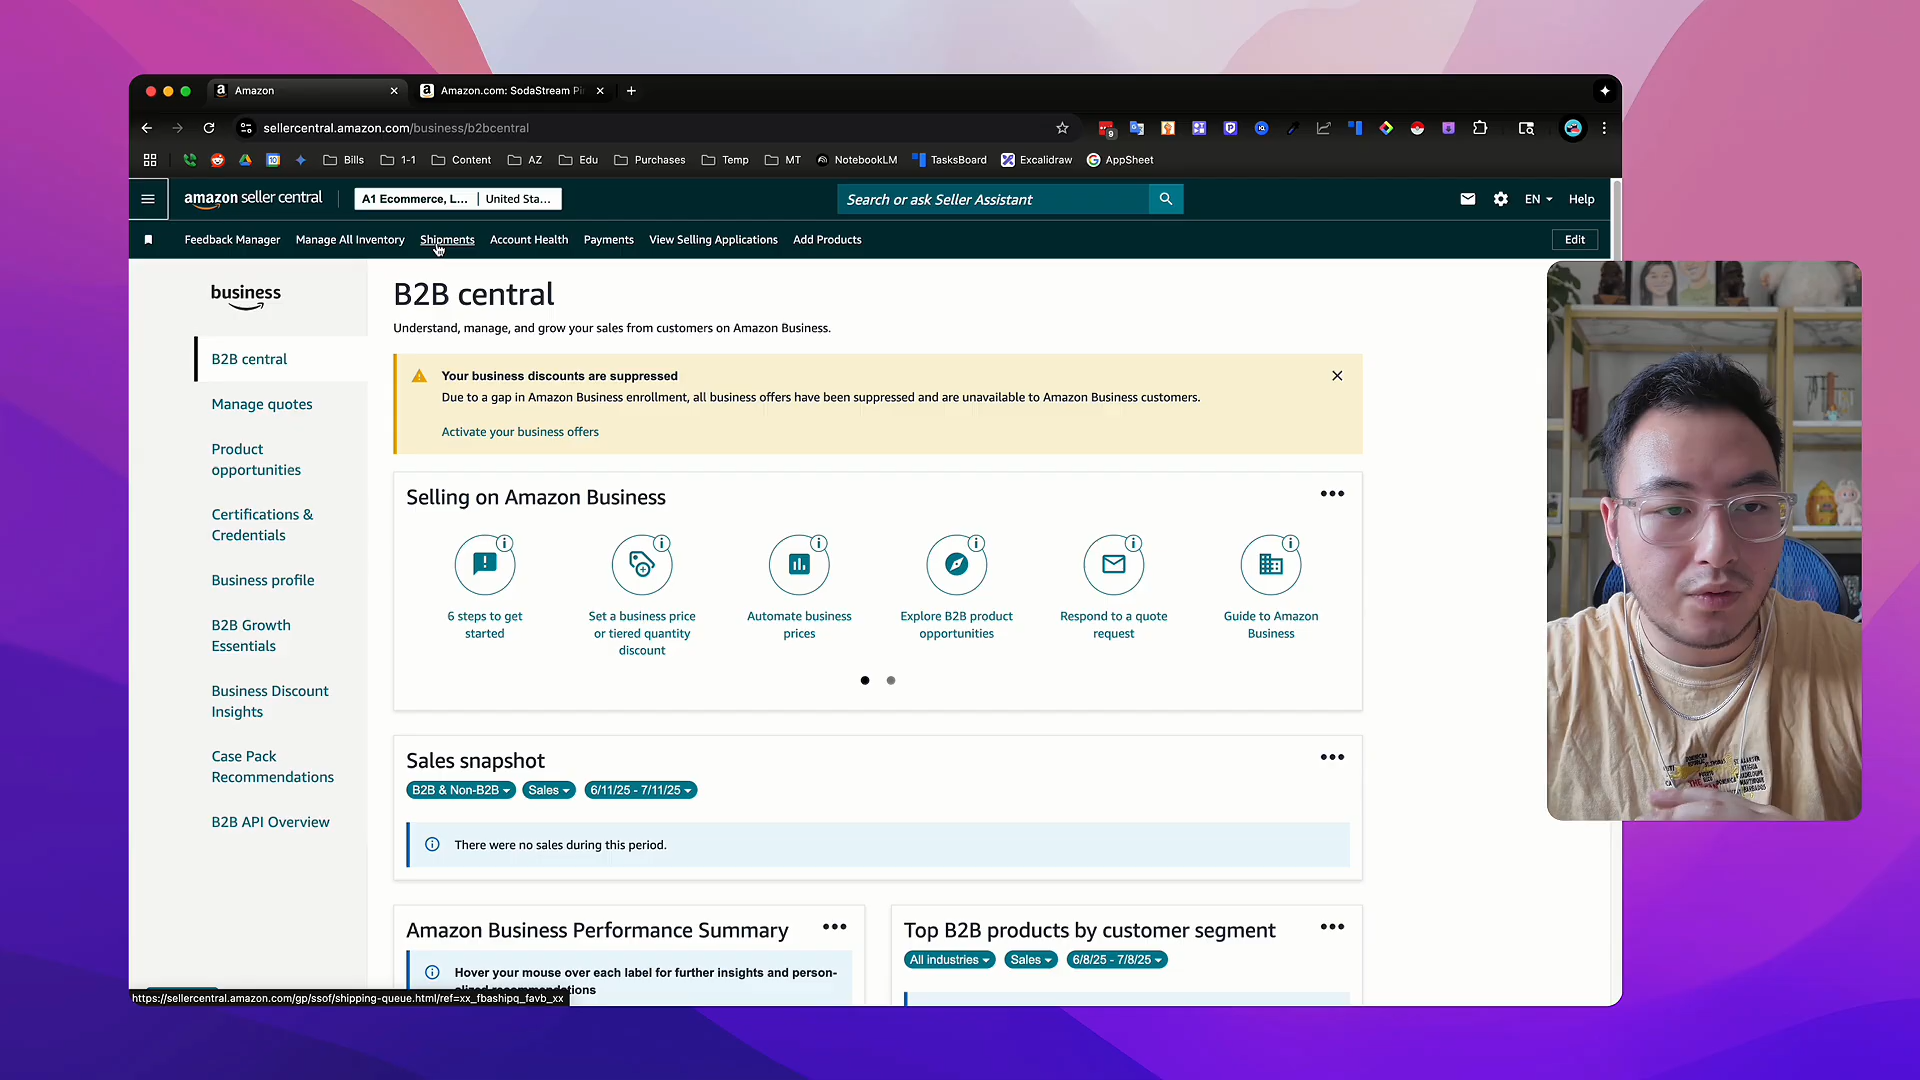 Amazon
Amazon.com: SodaStream Pi
sellercentral.amazon.com/business/b2bcentral
9
Bills
1-1
Content
AZ
Edu
Purchases
Temp
MT
NotebookLM
TasksBoard
Excalidraw
AppSheet
amazon seller central
A1 Ecommerce, L...
United Sta...
Search or ask Seller Assistant
EN
Help
Feedback Manager
Manage All Inventory
Shipments
Account Health
Payments
View Selling Applications
Add Products
Edit
business
B2B central
Manage quotes
Product
opportunities
Certifications &
Credentials
Business profile
B2B Growth
Essentials
Business Discount
Insights
Case Pack
Recommendations
B2B API Overview
B2B central
Understand, manage, and grow your sales from customers on Amazon Business.
Your business discounts are suppressed
Due to a gap in Amazon Business enrollment, all business offers have been suppressed and are unavailable to Amazon Business customers.
Activate your business offers
Selling on Amazon Business
6 steps to get
started
Set a business price
or tiered quantity
discount
Automate business
prices
Explore B2B product
opportunities
Respond to a quote
request
Guide to Amazon
Business
Sales snapshot
B2B & Non-B2B
Sales
6/11/25 - 7/11/25
There were no sales during this period.
Amazon Business Performance Summary
Hover your mouse over each label for further insights and person-
alized recommendations
Top B2B products by customer segment
All industries
Sales
6/8/25 - 7/8/25
https://sellercentral.amazon.com/gp/ssof/shipping-queue.html/ref=xx_fbashipq_favb_xx